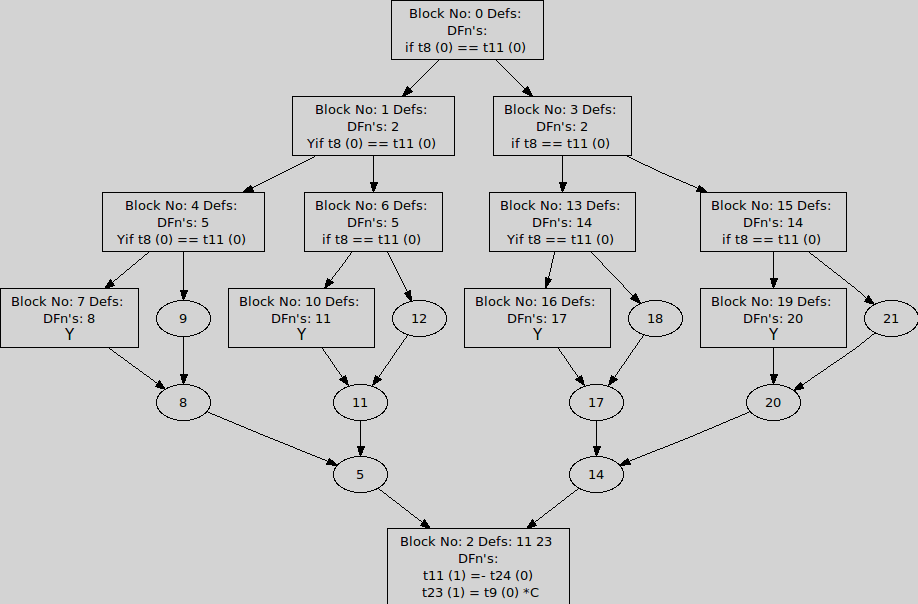 Block No: 0 Defs:
DFn's:
if t8 (0) == t11 (0)
Block No: 1 Defs:
DFn's: 2
Yif t8 (0) == t11 (0)
Block No: 3 Defs:
DFn's: 2
if t8 == t11 (0)
Block No: 4 Defs:
DFn's: 5
Yif t8 (0) == t11 (0)
Block No: 6 Defs:
DFn's: 5
if t8 == t11 (0)
Block No: 13 Defs:
DFn's: 14
Yif t8 == t11 (0)
Block No: 15 Defs:
DFn's: 14
if t8 == t11 (0)
Block No: 7 Defs:
DFn's: 8
Y
9
Block No: 10 Defs:
DFn's: 11
Y
12
Block No: 16 Defs:
DFn's: 17
Y
18
Block No: 19 Defs:
DFn's: 20
Y
21
8
11
17
20
5
14
Block No: 2 Defs: 11 23
DFn's:
t11 (1) =- t24 (0)
t23 (1) = t9 (0) *C